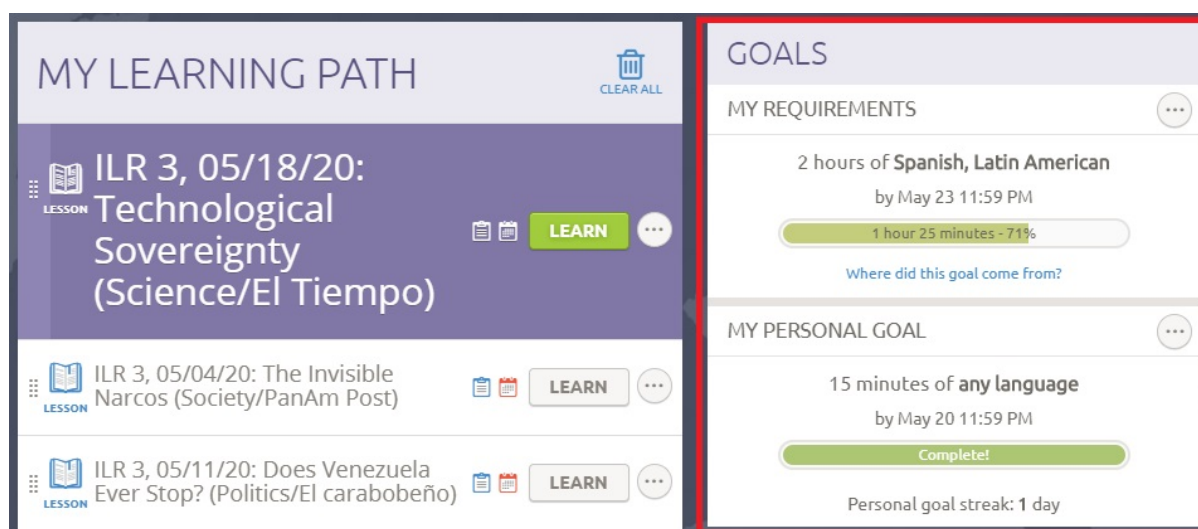 MY LEARNING PATH
CLEAR ALL
LESSON
ILR 3, 05/18/20:
Technological
Sovereignty
(Science/El Tiempo)
LEARN
LESSON
ILR 3, 05/04/20: The Invisible
Narcos (Society/PanAm Post)
LEARN
LESSON
ILR 3, 05/11/20: Does Venezuela
Ever Stop? (Politics/El carabobeño)
LEARN
GOALS
MY REQUIREMENTS
2 hours of Spanish, Latin American
by May 23 11:59 PM
1 hour 25 minutes - 71%
Where did this goal come from?
MY PERSONAL GOAL
15 minutes of any language
by May 20 11:59 PM
Complete!
Personal goal streak: 1 day